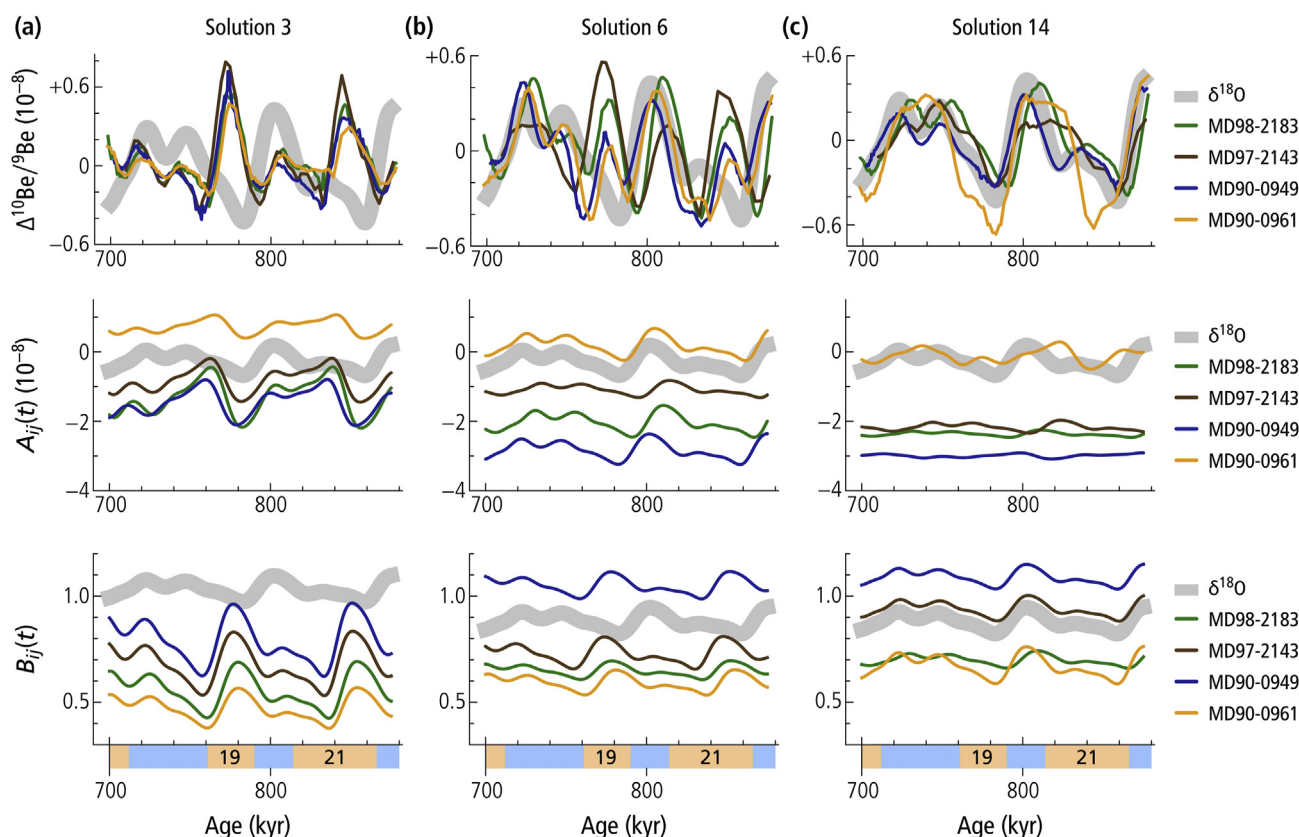 (a) Solution 3 (b) Solution 6 (c) Solution 14
Δ¹⁰Be/⁹Be (10⁻⁸)
+0.6 +0.6 +0.6
0 0 0
−0.6 −0.6 −0.6
700 800 700 800 700 800
δ¹⁸O
MD98-2183
MD97-2143
MD90-0949
MD90-0961
Aᵢⱼ(t) (10⁻⁸)
0 0 0
−2 −2 −2
−4 −4 −4
700 800 700 800 700 800
δ¹⁸O
MD98-2183
MD97-2143
MD90-0949
MD90-0961
Bᵢⱼ(t)
1.0 1.0 1.0
0.5 0.5 0.5
δ¹⁸O
MD98-2183
MD97-2143
MD90-0949
MD90-0961
19 21 19 21 19 21
700 800 700 800 700 800
Age (kyr) Age (kyr) Age (kyr)